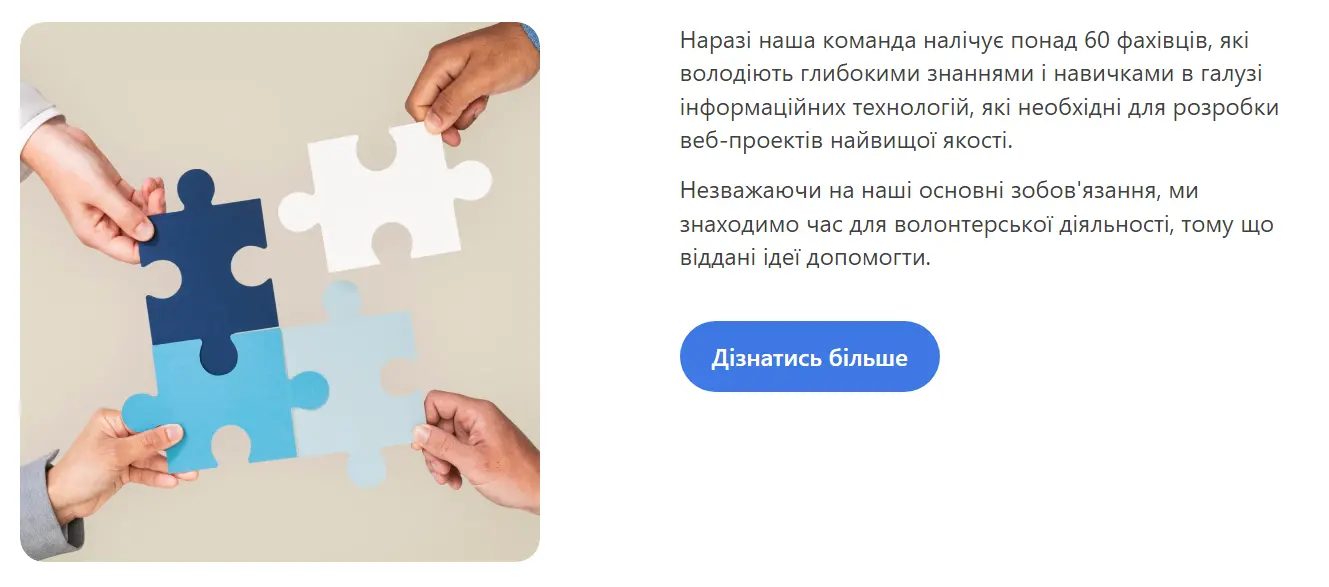 Наразі наша команда налічує понад 60 фахівців, які
володіють глибокими знаннями і навичками в галузі
інформаційних технологій, які необхідні для розробки
веб-проектів найвищої якості.
Незважаючи на наші основні зобов'язання, ми
знаходимо час для волонтерської діяльності, тому що
віддані ідеї допомогти.
Дізнатись більше